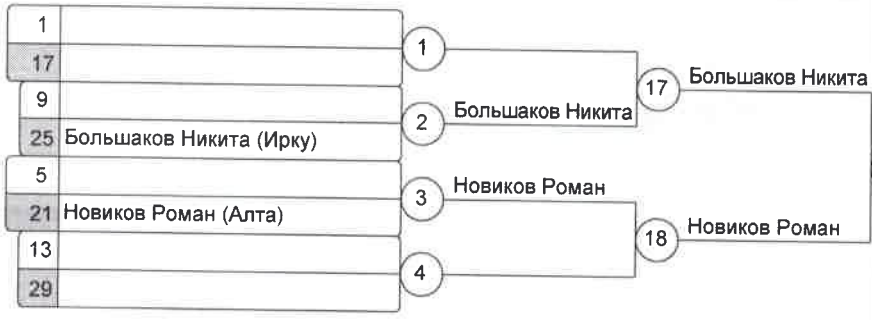 1
17
1
9
25 Большаков Никита (Ирку)
2 Большаков Никита
17 Большаков Никита
5
21 Новиков Роман (Алта)
3 Новиков Роман
13
29
4
18 Новиков Роман